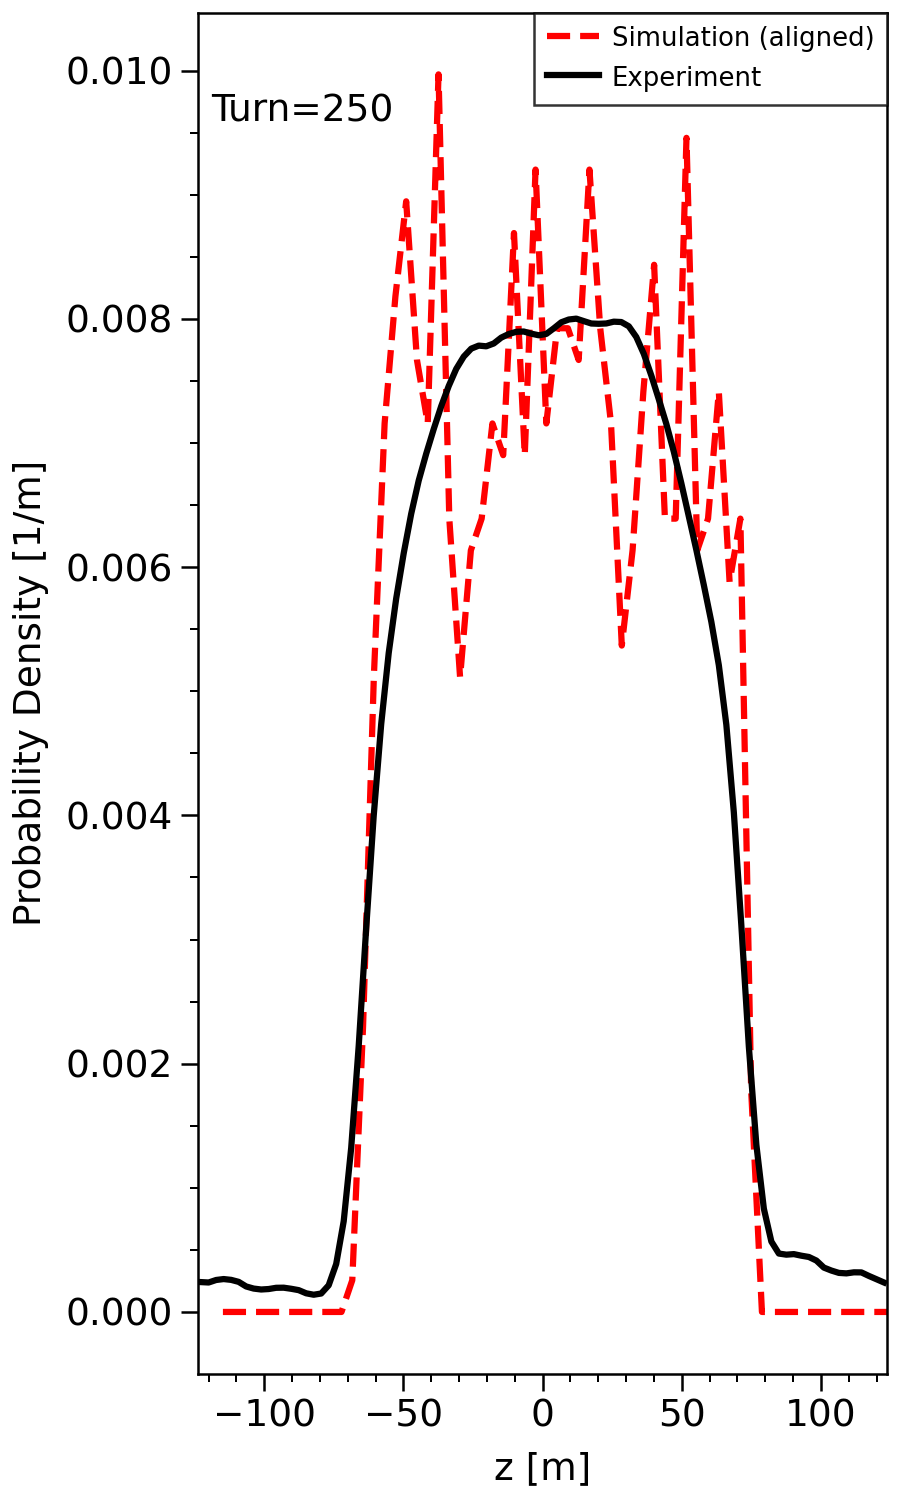 Simulation (aligned)
Experiment
Turn=250
0.010
0.008
0.006
0.004
0.002
0.000
Probability Density [1/m]
−100 −50 0 50 100
z [m]